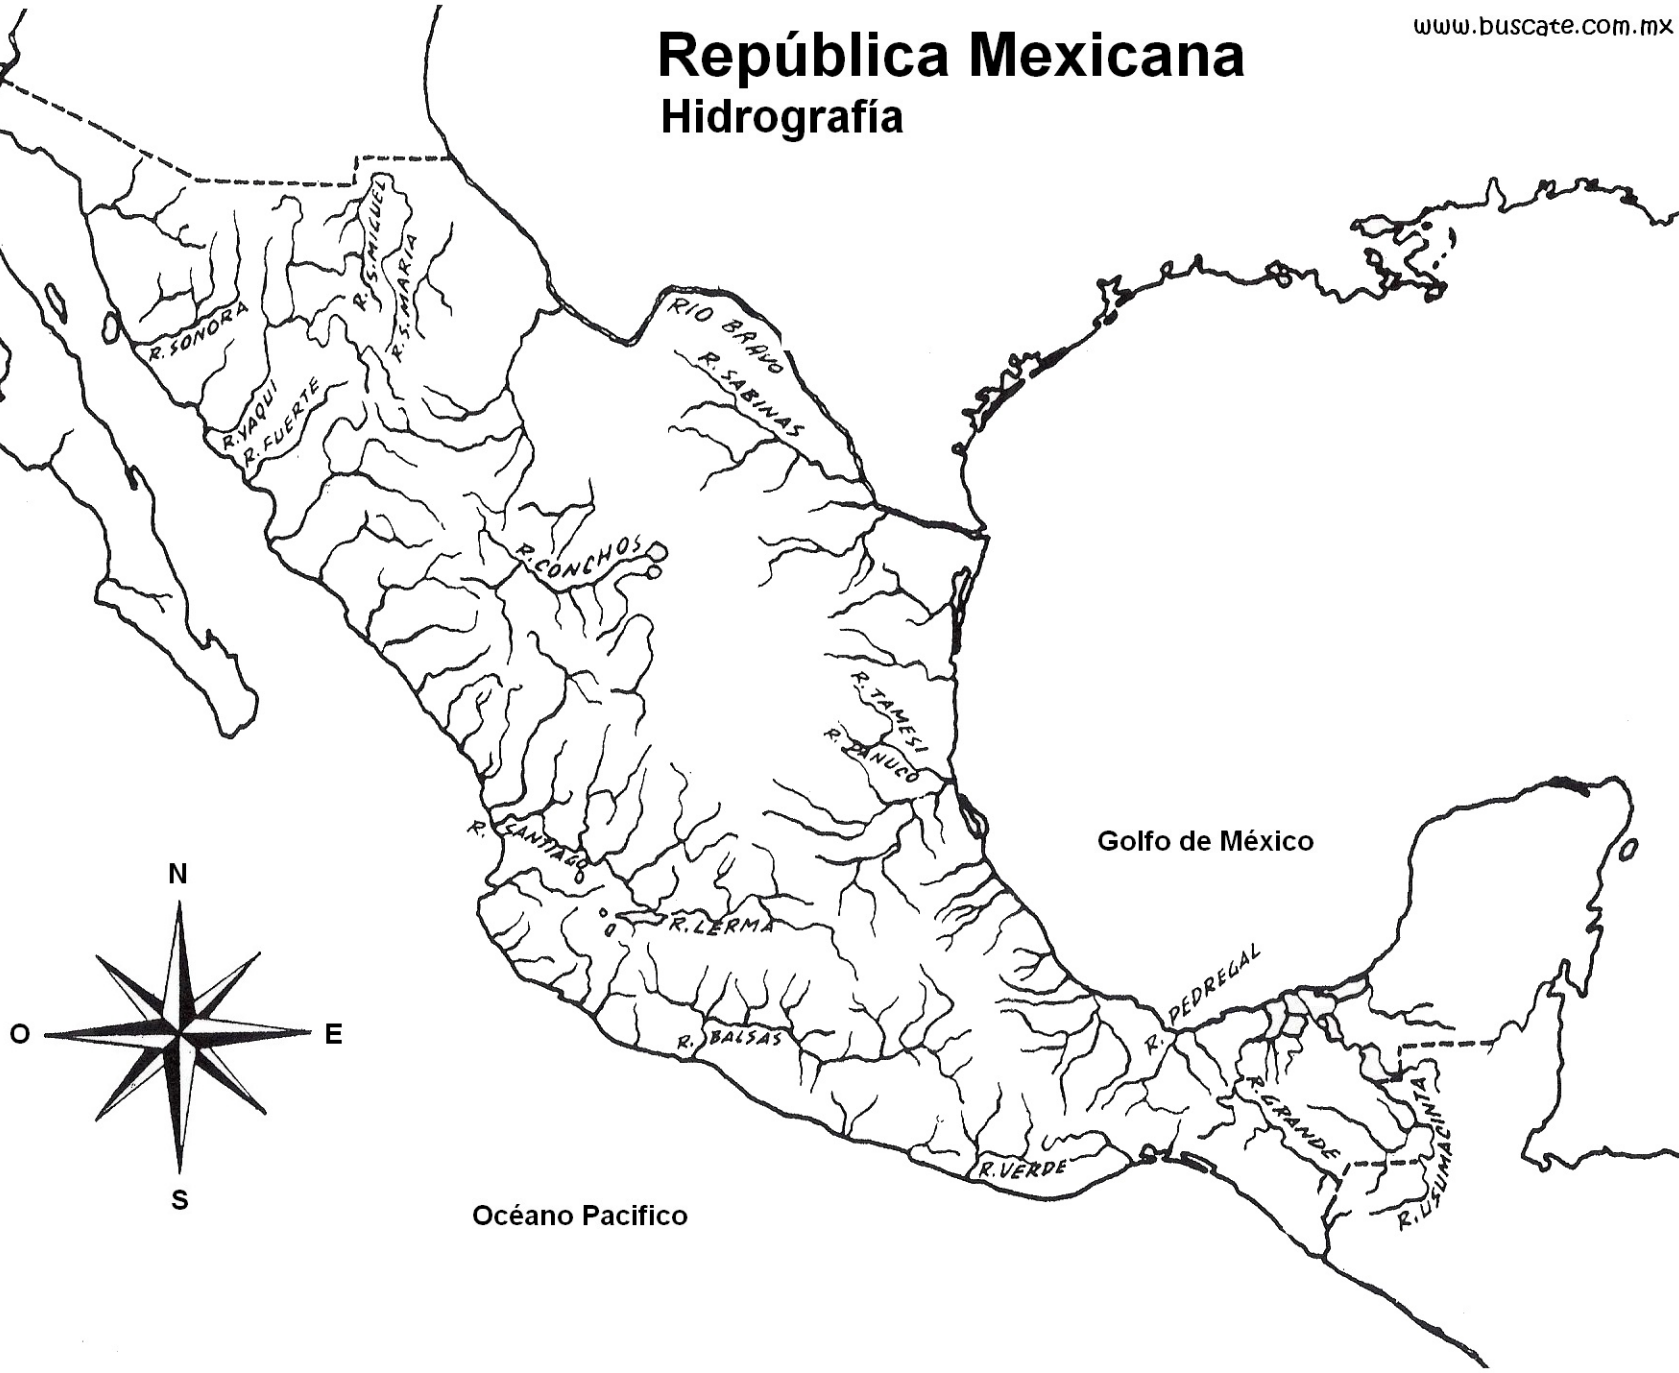 www.buscate.com.mx
República Mexicana
Hidrografía
R. S. MIGUEL
R. S. MARIA
R. SONORA
R. YAQUI
R. FUERTE
RIO BRAVO
R. SABINAS
R. CONCHOS
R. TAMESI
R. PANUCO
R. SANTIAGO
R. LERMA
Golfo de México
R. PEDREGAL
R. BALSAS
R. GRANDE
R. USUMACINTA
R. VERDE
Océano Pacifico
N
O
E
S